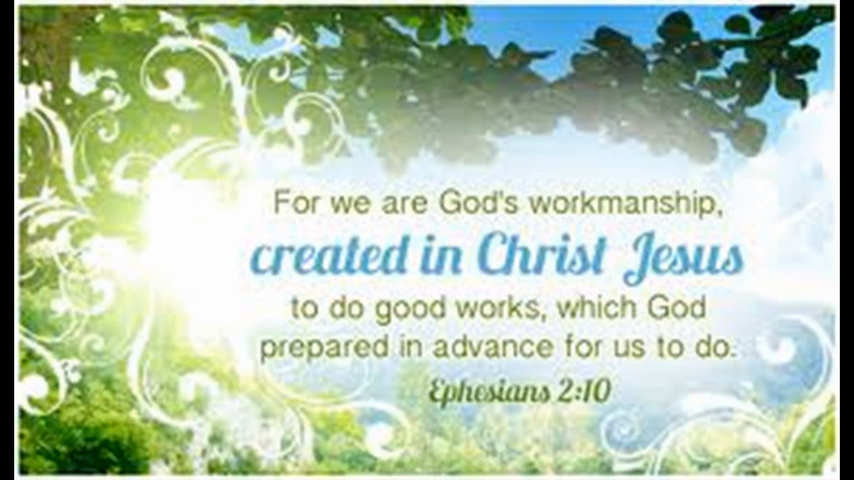 For we are God's workmanship,
created in Christ Jesus
to do good works, which God
prepared in advance for us to do.
Ephesians 2:10